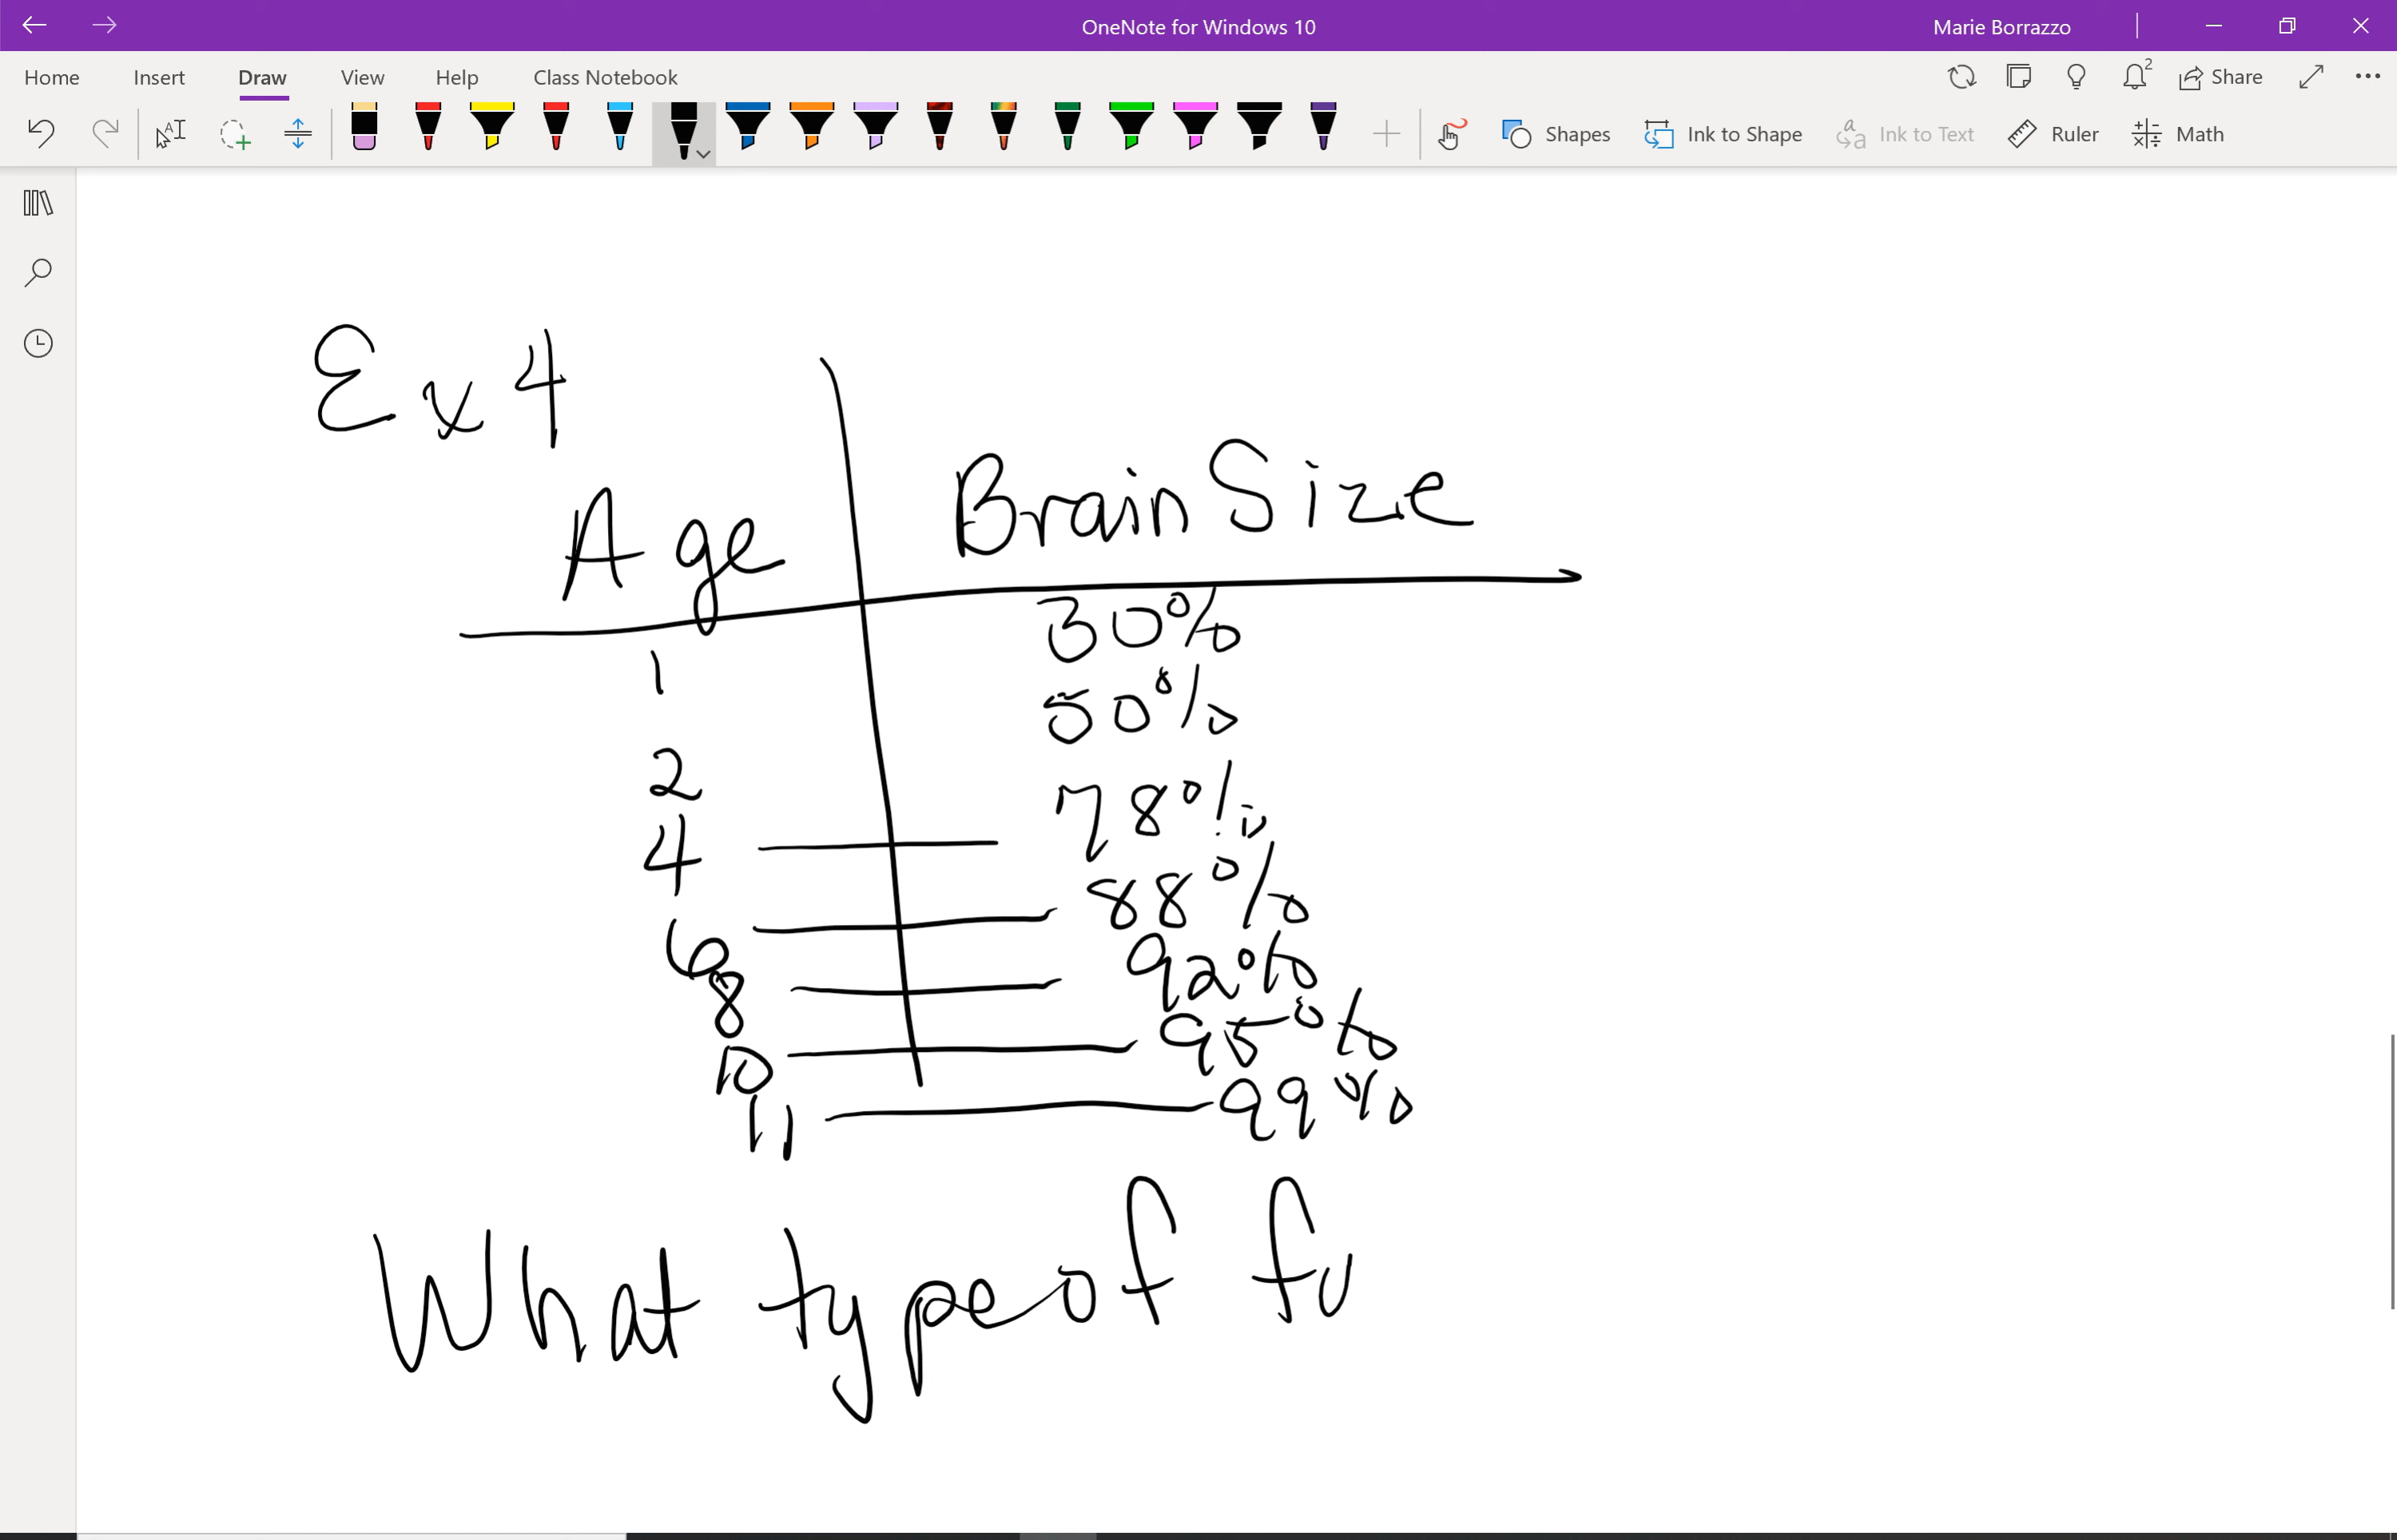 OneNote for Windows 10
Marie Borrazzo
Home Insert Draw View Help Class Notebook
2 Share
Shapes Ink to Shape Ink to Text Ruler Math
Ex 4
Age Brain Size
1 30%
2 50%
4 78%
6 88%
8 92%
10 95%
11 99%
What type of fu